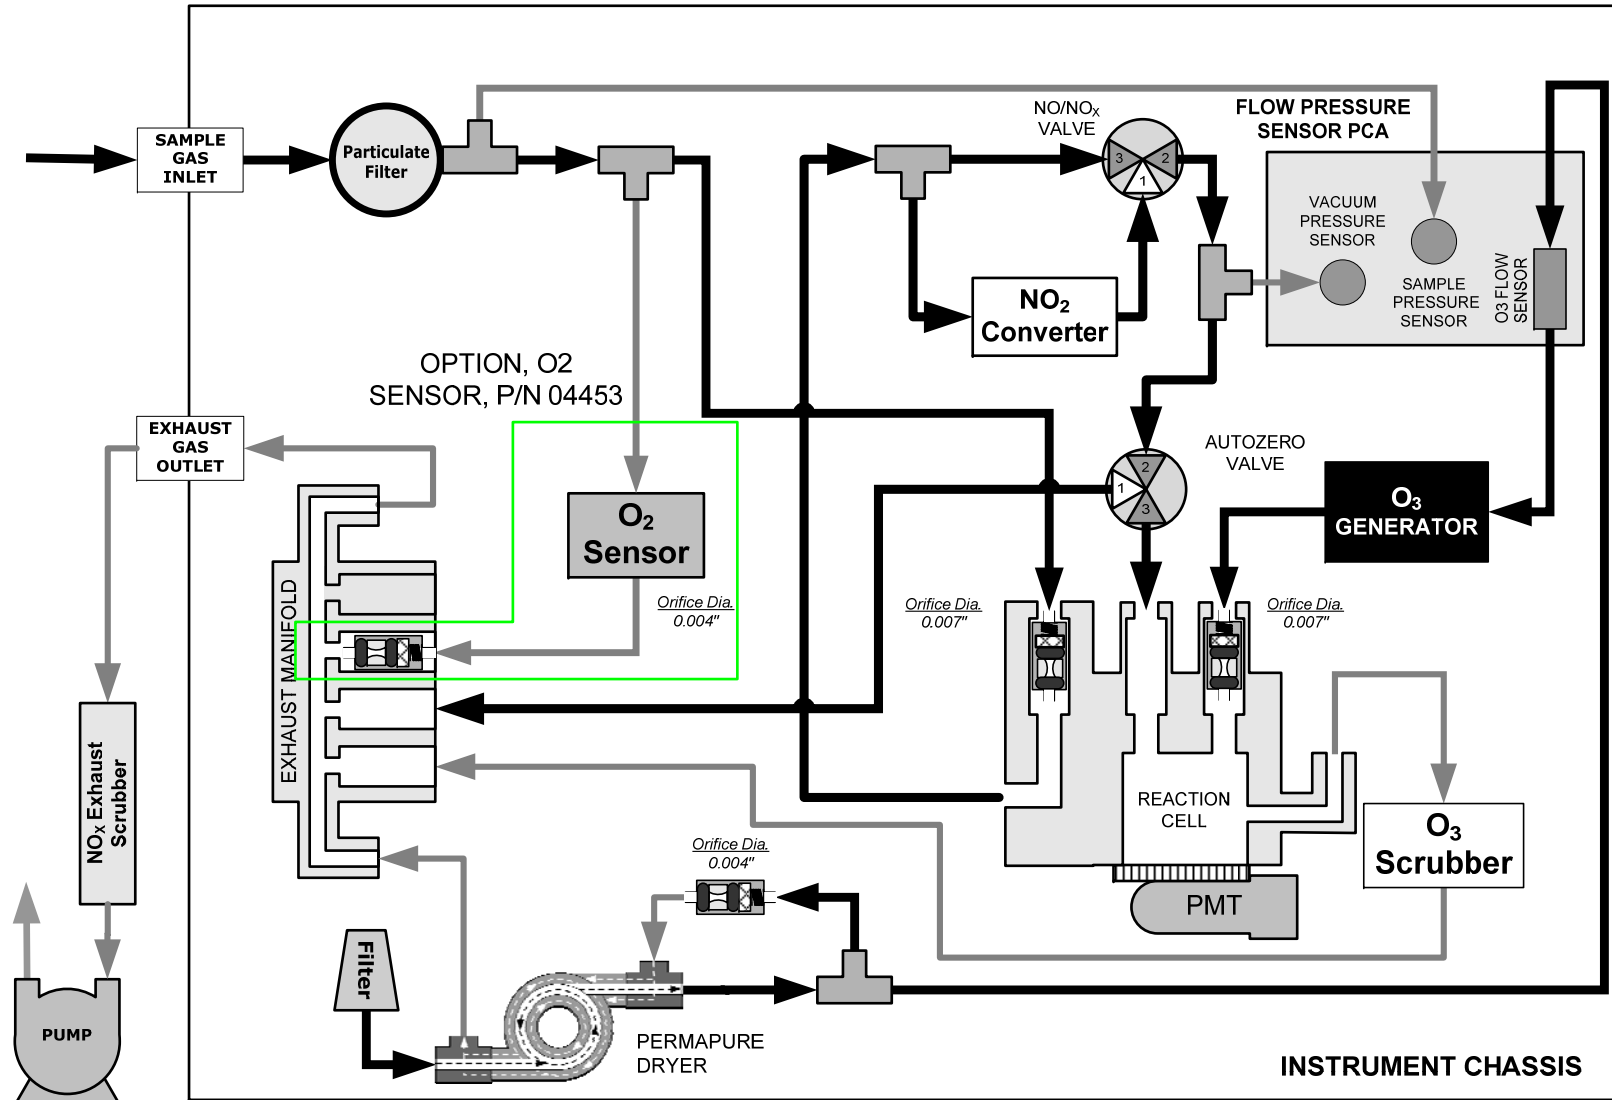 SAMPLE
GAS
INLET
Particulate
Filter
NO/NOX
VALVE
3
2
1
FLOW PRESSURE
SENSOR PCA
VACUUM
PRESSURE
SENSOR
SAMPLE
PRESSURE
SENSOR
O3 FLOW
SENSOR
NO2
Converter
OPTION, O2
SENSOR, P/N 04453
EXHAUST
GAS
OUTLET
O2
Sensor
Orifice Dia.
0.004"
AUTOZERO
VALVE
2
1
3
O3
GENERATOR
Orifice Dia.
0.007"
Orifice Dia.
0.007"
EXHAUST MANIFOLD
NOX Exhaust
Scrubber
REACTION
CELL
O3
Scrubber
PMT
Orifice Dia.
0.004"
Filter
PUMP
PERMAPURE
DRYER
INSTRUMENT CHASSIS